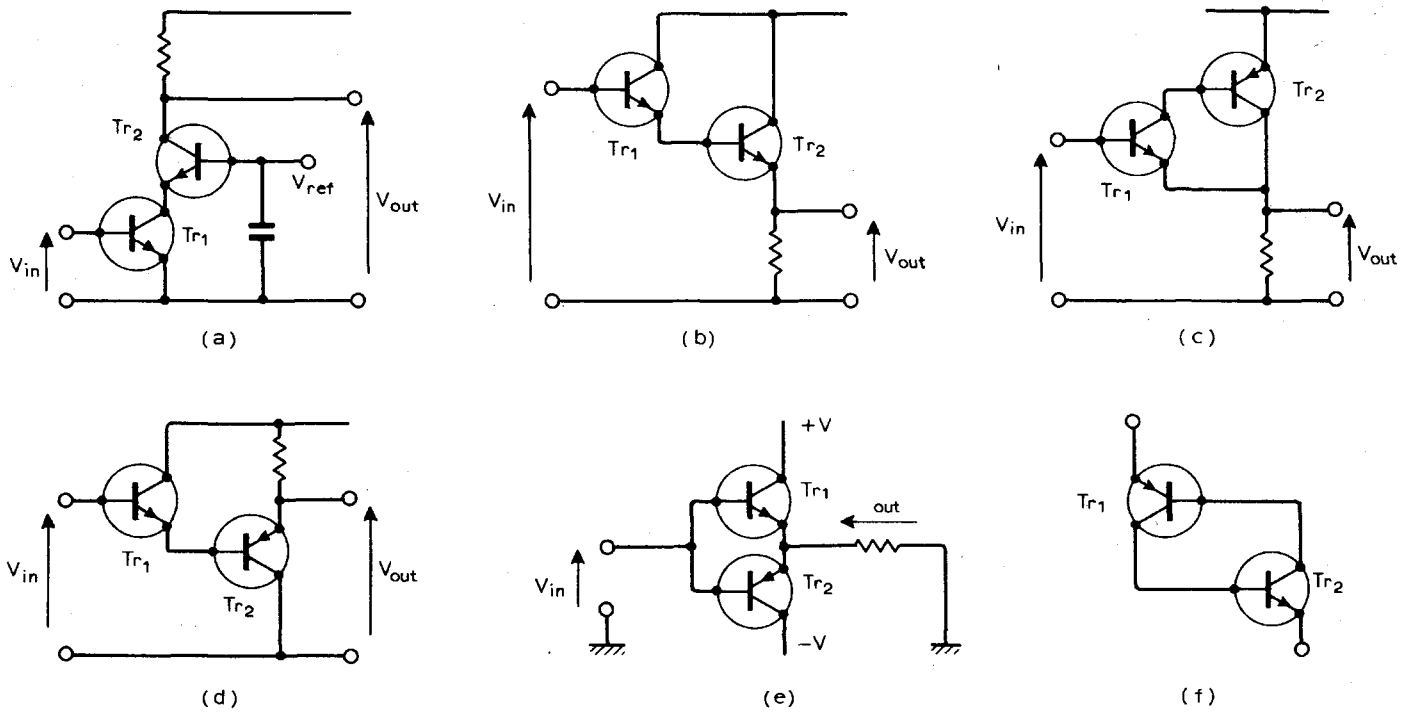 Tr2
Vref
Vout
Vin
Tr1
(a)
Vin
Tr1
Tr2
Vout
(b)
Tr2
Tr1
Vin
Vout
(c)
Vin
Tr1
Tr2
Vout
(d)
+V
Tr1
out
Vin
Tr2
−V
(e)
Tr1
Tr2
(f)